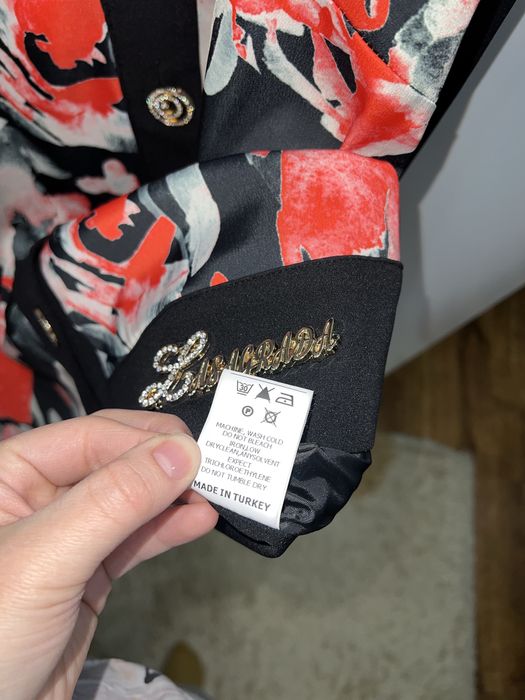 30
P
MACHINE, WASH COLD
DO NOT BLEACH
IRON, LOW
DRYCLEAN,ANYSOLVENT
EXPECT
TRICHLOROETHYLENE
DO NOT TUMBLE DRY
MADE IN TURKEY